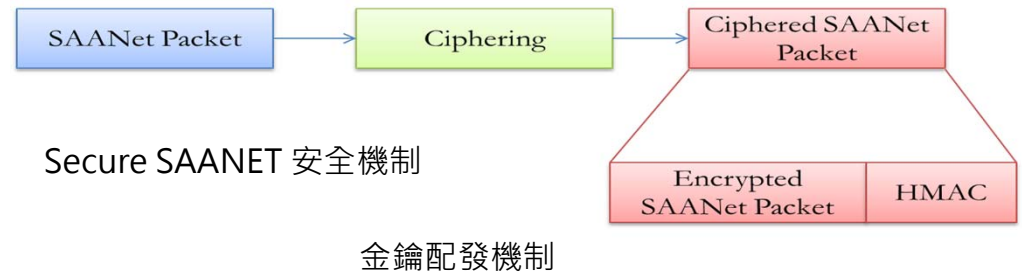 SAANet Packet
Ciphering
Ciphered SAANet
Packet
Secure SAANET 安全機制
Encrypted
SAANet Packet
HMAC
金鑰配發機制